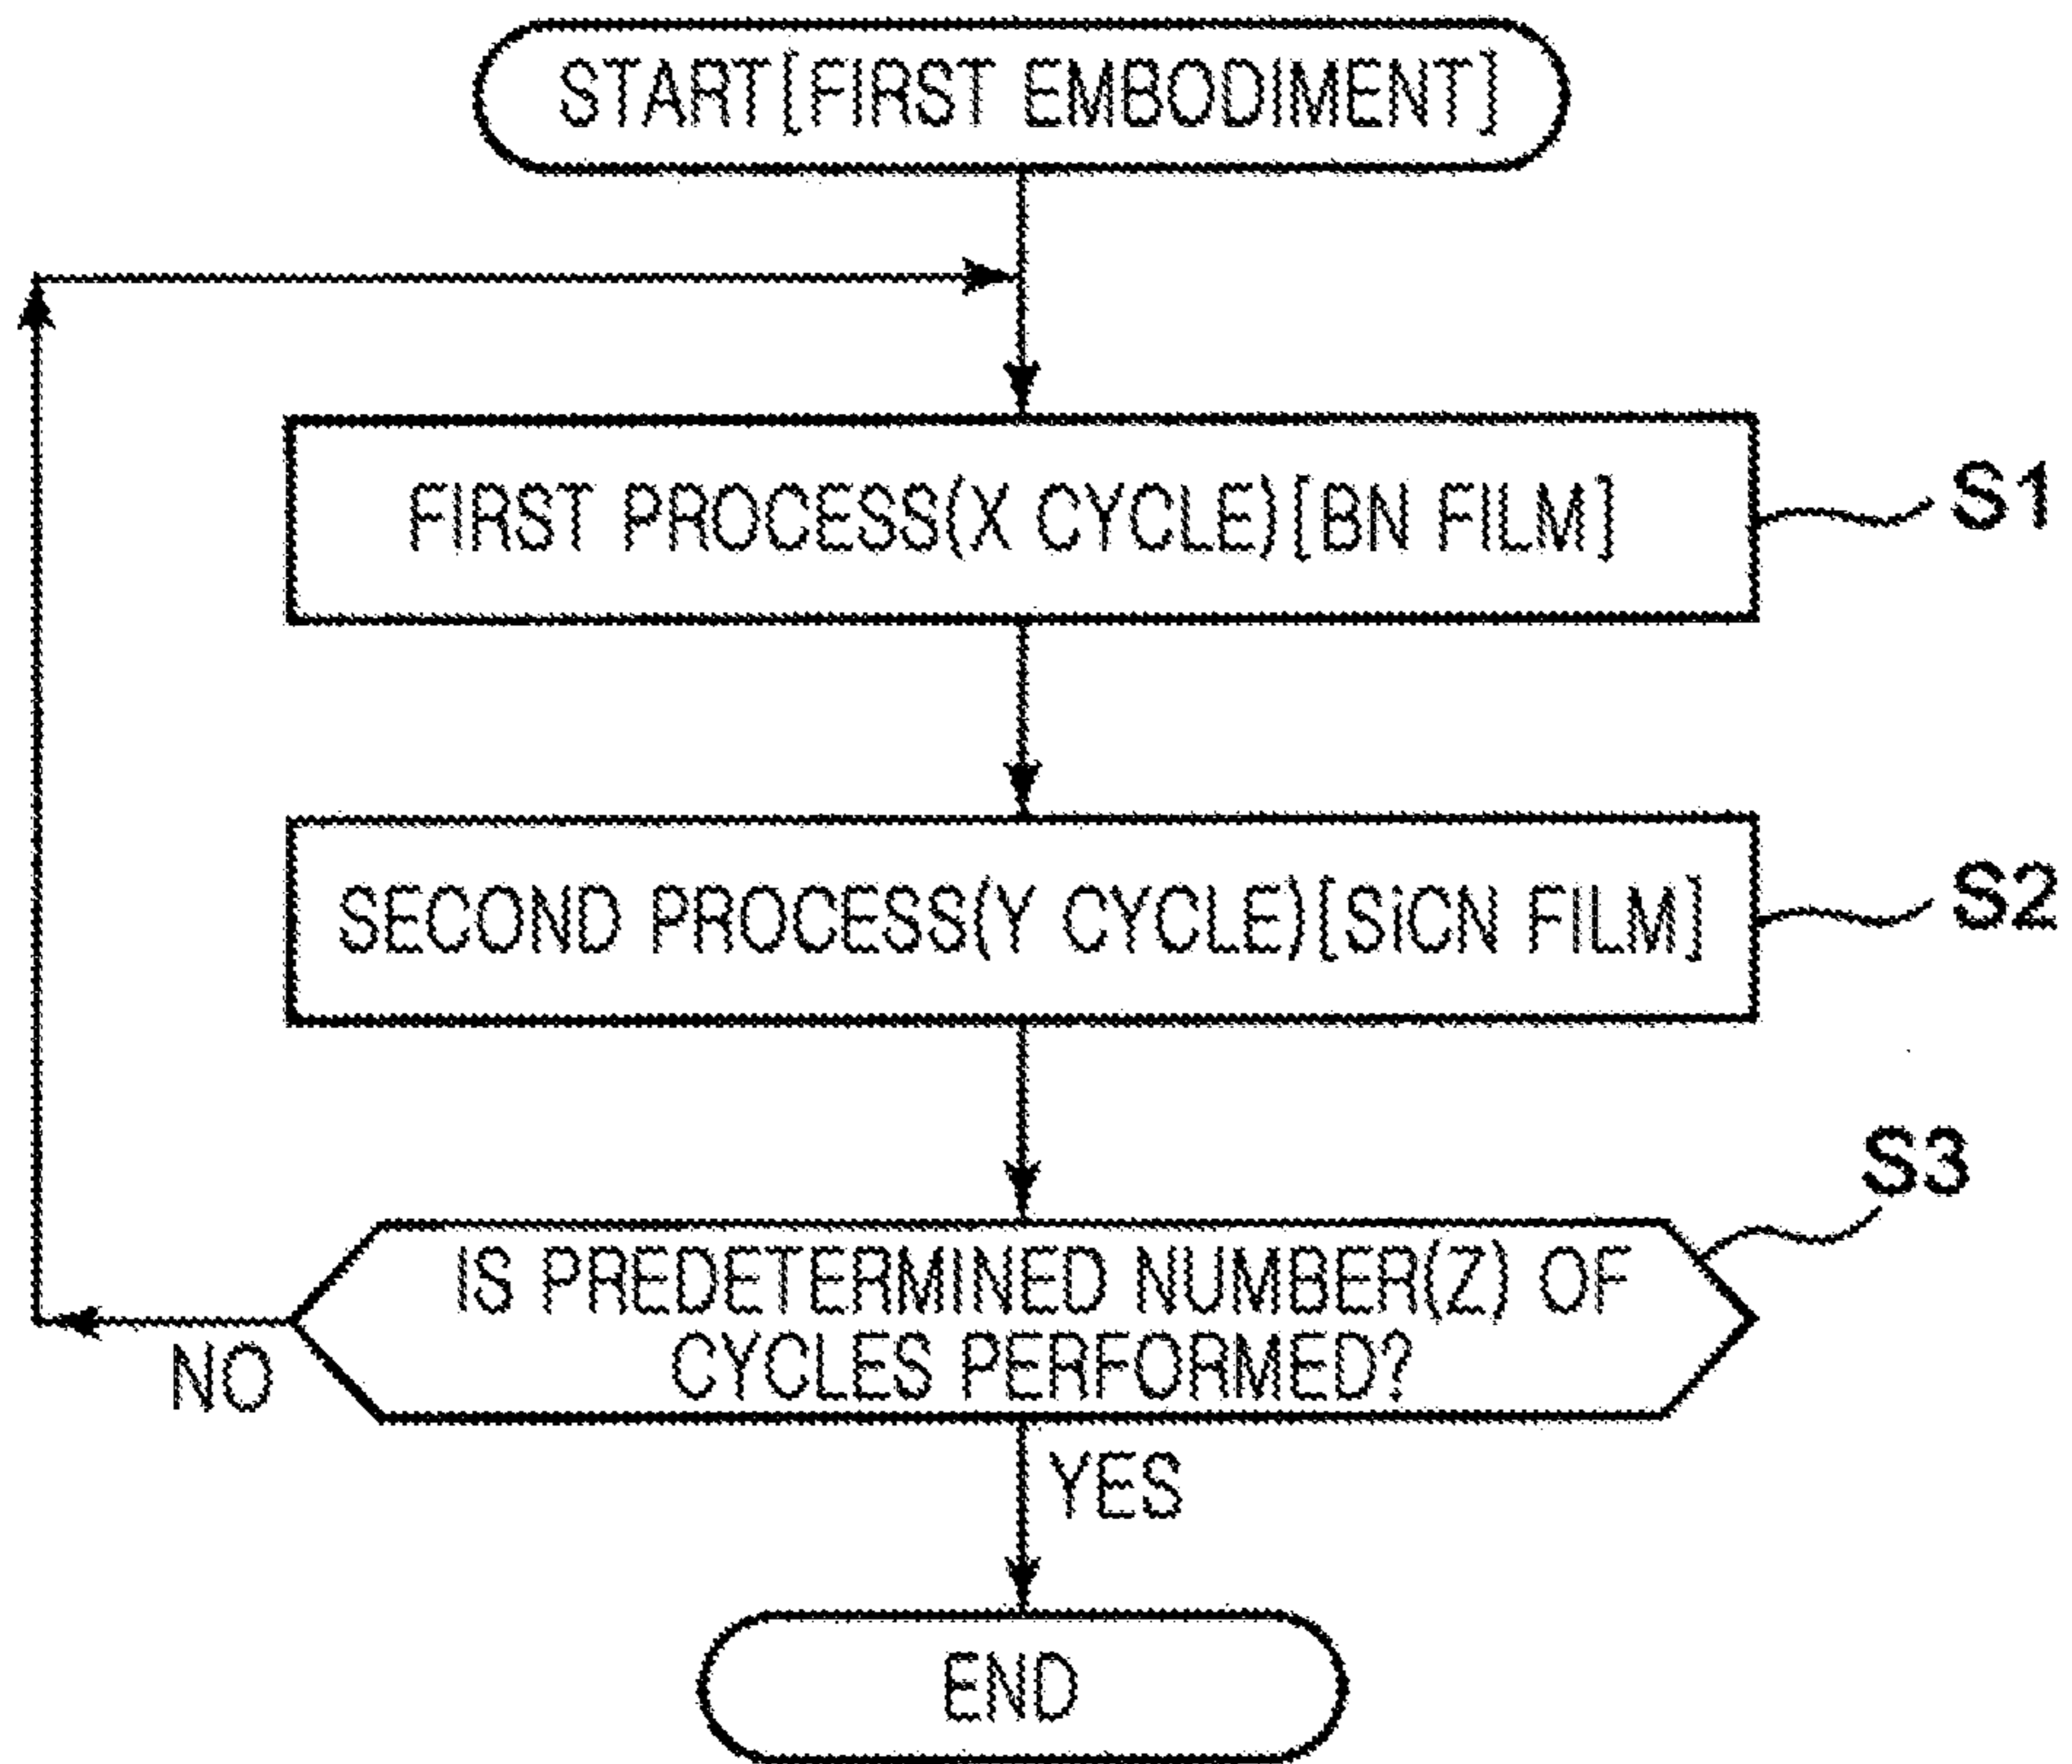 START[FIRST EMBODIMENT]
FIRST PROCESS(X CYCLE)[BN FILM]
S1
SECOND PROCESS(Y CYCLE)[SiCN FILM]
S2
S3
IS PREDETERMINED NUMBER(Z) OF
CYCLES PERFORMED?
NO
YES
END